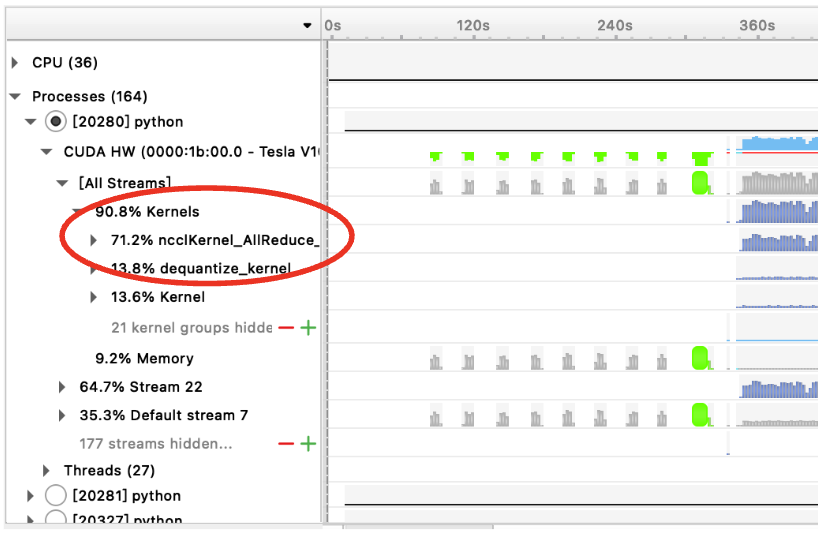 0s 120s 240s 360s
CPU (36)
Processes (164)
[20280] python
CUDA HW (0000:1b:00.0 - Tesla V1
[All Streams]
90.8% Kernels
71.2% ncclKernel_AllReduce_
13.8% dequantize_kernel
13.6% Kernel
21 kernel groups hidde
9.2% Memory
64.7% Stream 22
35.3% Default stream 7
177 streams hidden...
Threads (27)
[20281] python
[20327] python